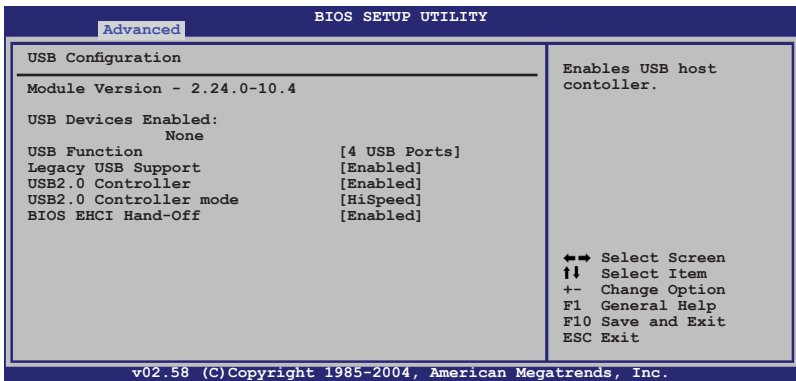 BIOS SETUP UTILITY
Advanced
USB Configuration
Module Version - 2.24.0-10.4
USB Devices Enabled:
None
USB Function [4 USB Ports]
Legacy USB Support [Enabled]
USB2.0 Controller [Enabled]
USB2.0 Controller mode [HiSpeed]
BIOS EHCI Hand-Off [Enabled]
Enables USB host
contoller.
←→ Select Screen
↑↓ Select Item
+- Change Option
F1 General Help
F10 Save and Exit
ESC Exit
v02.58 (C)Copyright 1985-2004, American Megatrends, Inc.